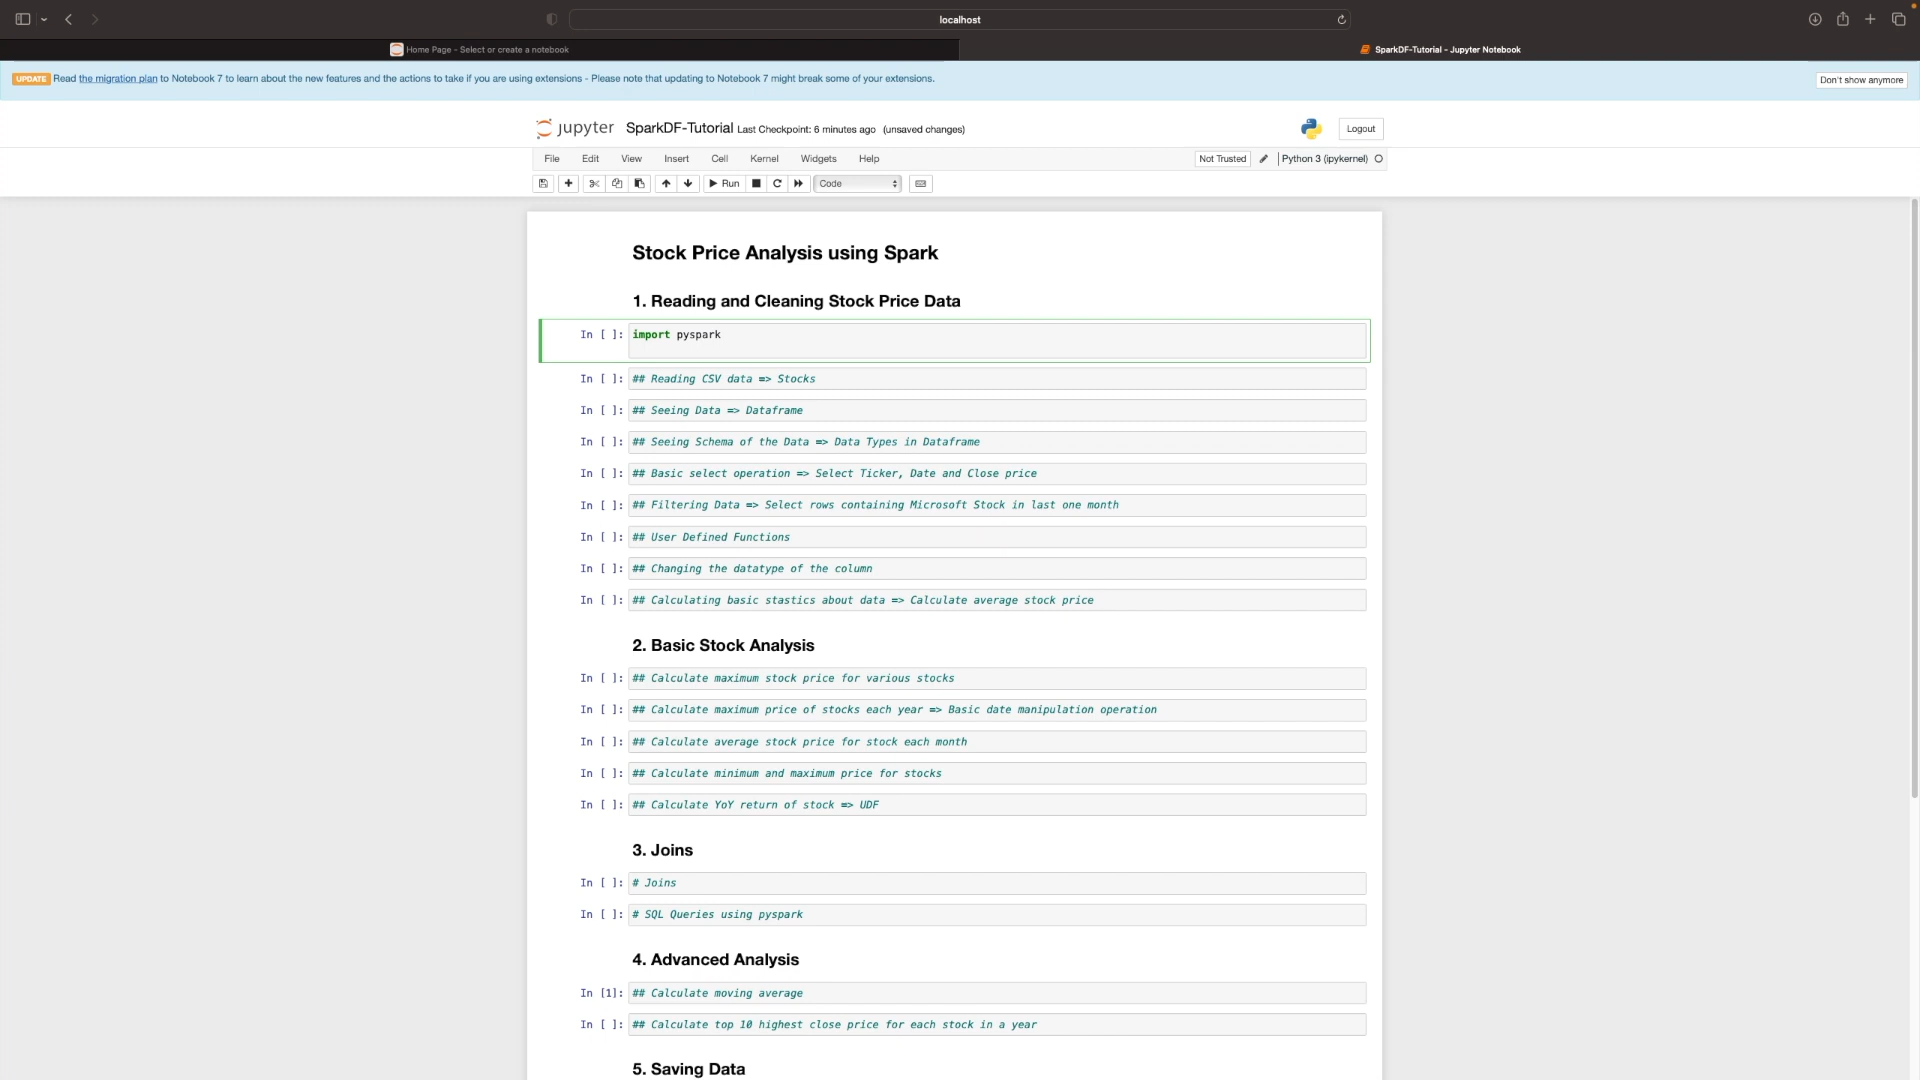 localhost
Home Page - Select or create a notebook
SparkDF-Tutorial - Jupyter Notebook
UPDATE Read the migration plan to Notebook 7 to learn about the new features and the actions to take if you are using extensions - Please note that updating to Notebook 7 might break some of your extensions.
Don't show anymore
jupyter SparkDF-Tutorial Last Checkpoint: 6 minutes ago (unsaved changes)
Logout
File Edit View Insert Cell Kernel Widgets Help
Not Trusted Python 3 (ipykernel)
Run Code
Stock Price Analysis using Spark
1. Reading and Cleaning Stock Price Data
In [ ]: import pyspark
In [ ]: ## Reading CSV data => Stocks
In [ ]: ## Seeing Data => Dataframe
In [ ]: ## Seeing Schema of the Data => Data Types in Dataframe
In [ ]: ## Basic select operation => Select Ticker, Date and Close price
In [ ]: ## Filtering Data => Select rows containing Microsoft Stock in last one month
In [ ]: ## User Defined Functions
In [ ]: ## Changing the datatype of the column
In [ ]: ## Calculating basic stastics about data => Calculate average stock price
2. Basic Stock Analysis
In [ ]: ## Calculate maximum stock price for various stocks
In [ ]: ## Calculate maximum price of stocks each year => Basic date manipulation operation
In [ ]: ## Calculate average stock price for stock each month
In [ ]: ## Calculate minimum and maximum price for stocks
In [ ]: ## Calculate YoY return of stock => UDF
3. Joins
In [ ]: # Joins
In [ ]: # SQL Queries using pyspark
4. Advanced Analysis
In [1]: ## Calculate moving average
In [ ]: ## Calculate top 10 highest close price for each stock in a year
5. Saving Data